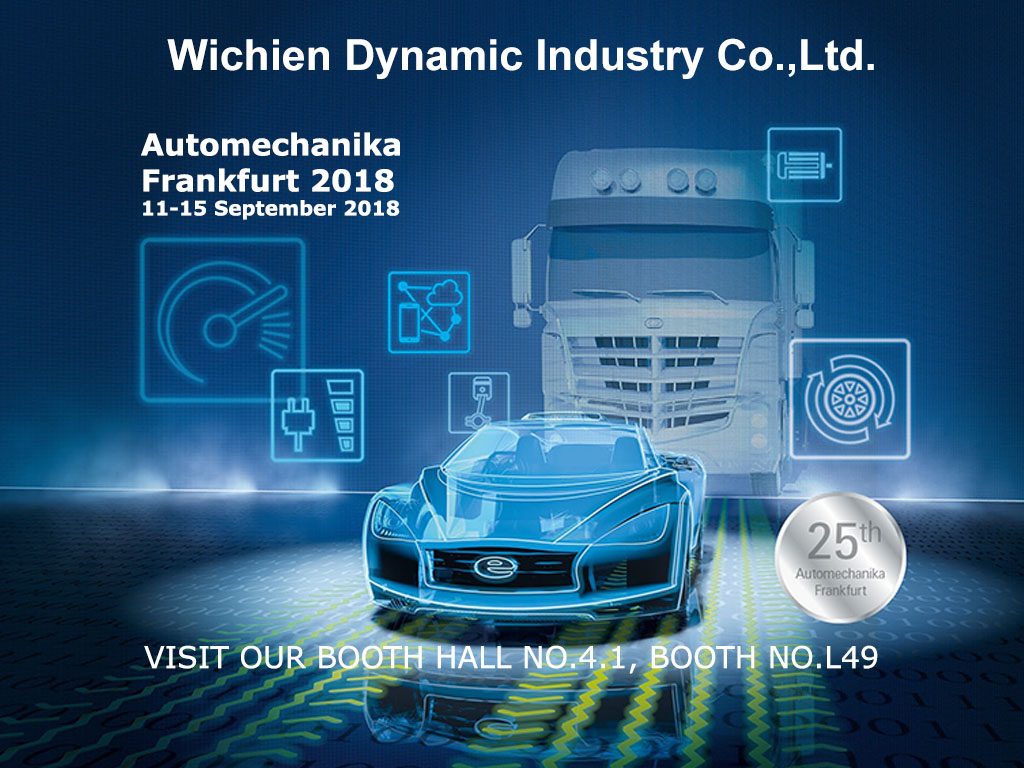 Wichien Dynamic Industry Co.,Ltd.
Automechanika
Frankfurt 2018
11-15 September 2018
25th
Automechanika
Frankfurt
VISIT OUR BOOTH HALL NO.4.1, BOOTH NO.L49